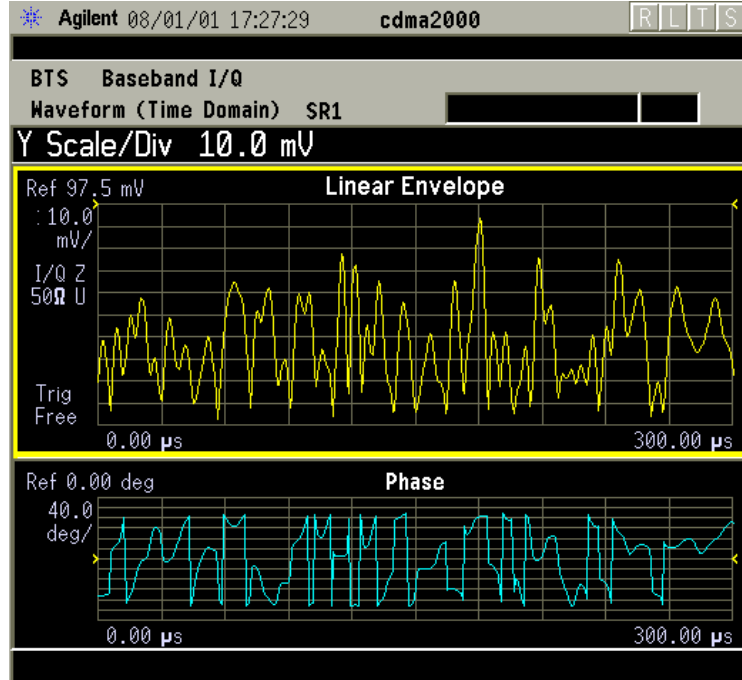 Agilent 08/01/01 17:27:29 cdma2000 R L T S
BTS Baseband I/Q
Waveform (Time Domain) SR1
Y Scale/Div 10.0 mV
Ref 97.5 mV Linear Envelope
:10.0
mV/
I/Q Z
50Ω U
Trig
Free
0.00 μs 300.00 μs
Ref 0.00 deg Phase
40.0
deg/
0.00 μs 300.00 μs